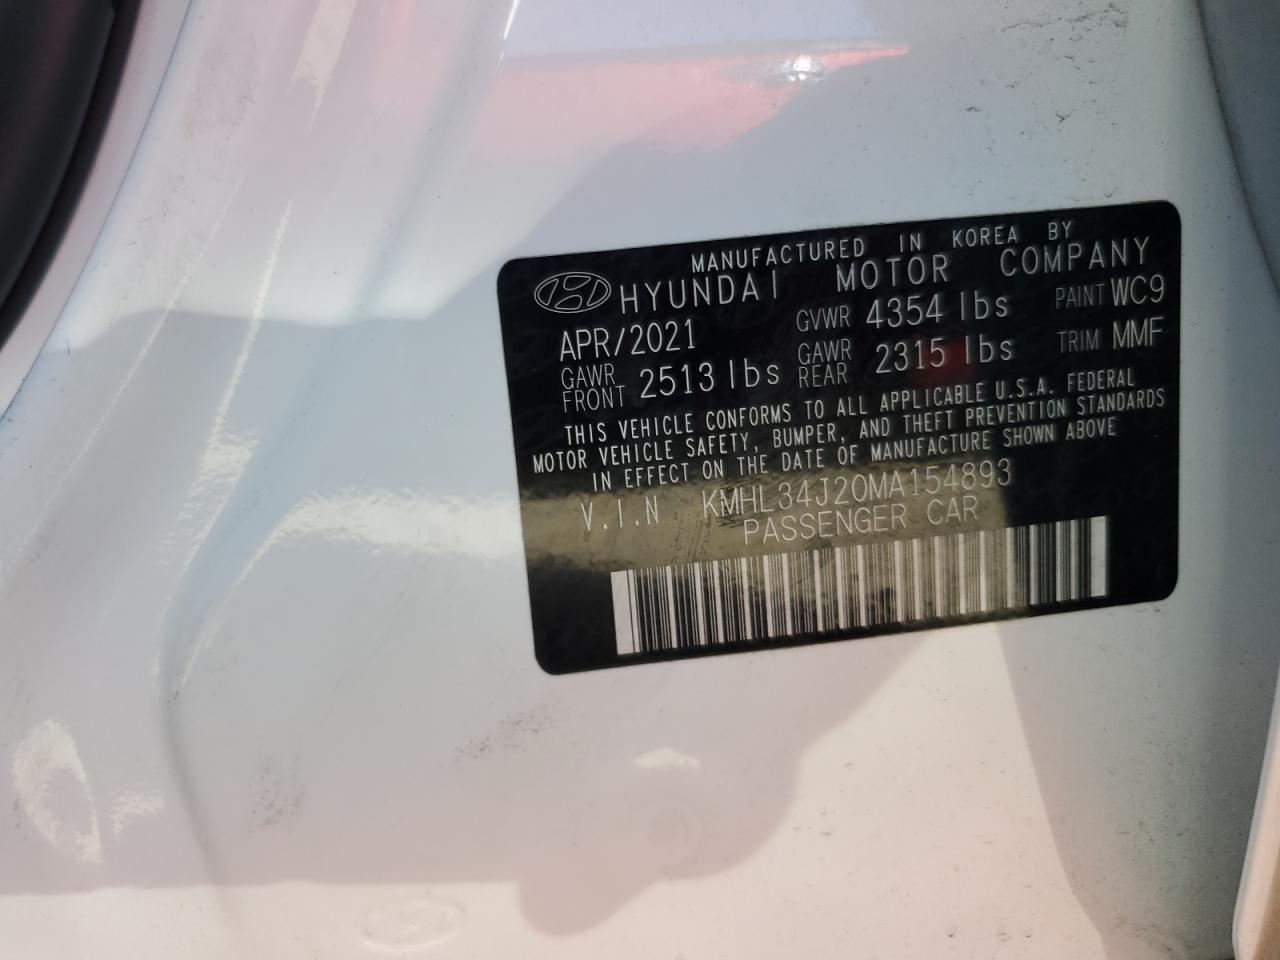 MANUFACTURED IN KOREA BY
HYUNDAI MOTOR COMPANY
APR/2021 GVWR 4354 lbs PAINT WC9
GAWR FRONT 2513 lbs GAWR REAR 2315 lbs TRIM MMF
THIS VEHICLE CONFORMS TO ALL APPLICABLE U.S.A. FEDERAL
MOTOR VEHICLE SAFETY, BUMPER, AND THEFT PREVENTION STANDARDS
IN EFFECT ON THE DATE OF MANUFACTURE SHOWN ABOVE
V.I.N KMHL34J20MA154893
PASSENGER CAR